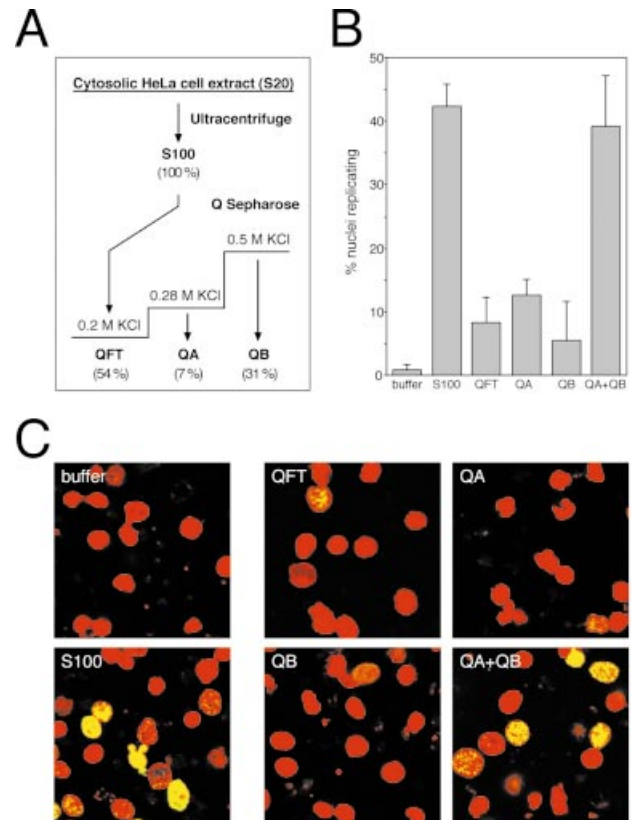 A
Cytosolic HeLa cell extract (S20)
Ultracentrifuge
S100
(100 %)
Q Sepharose
0.5 M KCl
0.28 M KCl
0.2 M KCl
QFT QA QB
(54 %) (7 %) (31 %)
B
% nuclei replicating
50
40
30
20
10
0
buffer S100 QFT QA QB QA+QB
C
buffer QFT QA
S100 QB QA+QB